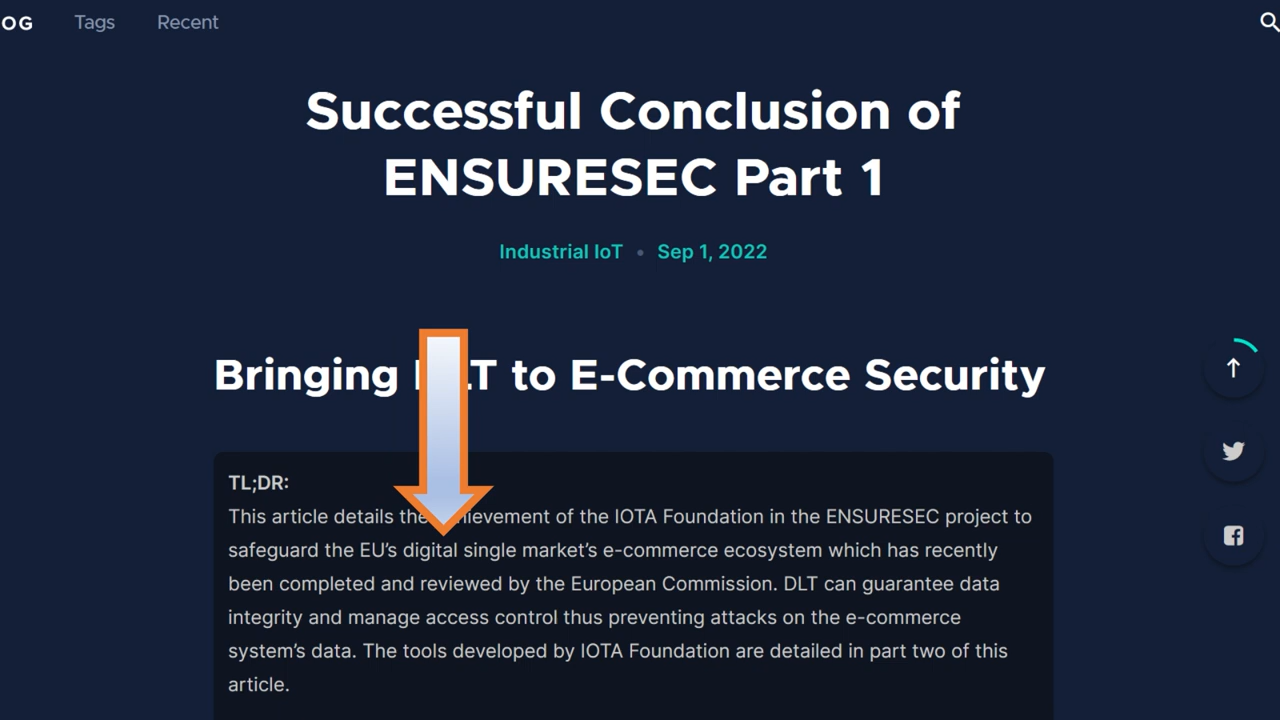 OG Tags Recent
Successful Conclusion of
ENSURESEC Part 1
Industrial IoT • Sep 1, 2022
Bringing to E-Commerce Security
TL;DR:
This article details the of the IOTA Foundation in the ENSURESEC project to
safeguard the EU’s digital single market’s e-commerce ecosystem which has recently
been completed and reviewed by the European Commission. DLT can guarantee data
integrity and manage access control thus preventing attacks on the e-commerce
system’s data. The tools developed by IOTA Foundation are detailed in part two of this
article.